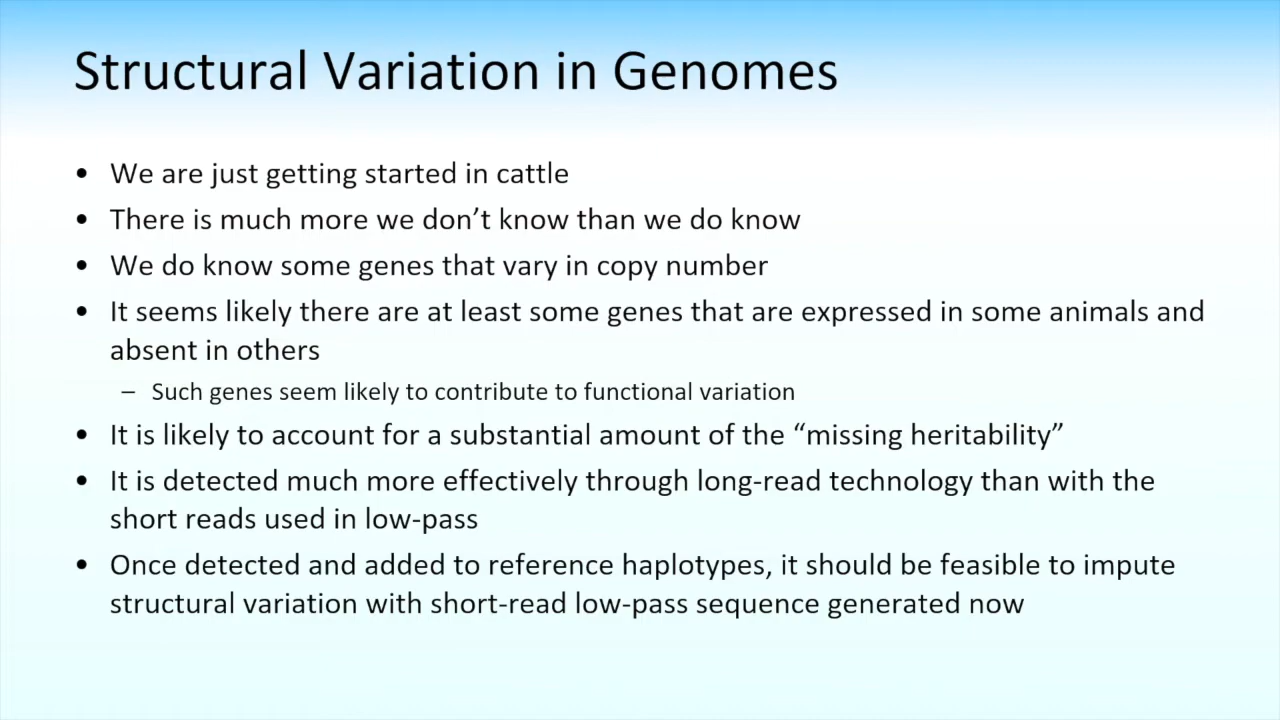 Structural Variation in Genomes
• We are just getting started in cattle
• There is much more we don’t know than we do know
• We do know some genes that vary in copy number
• It seems likely there are at least some genes that are expressed in some animals and
absent in others
– Such genes seem likely to contribute to functional variation
• It is likely to account for a substantial amount of the “missing heritability”
• It is detected much more effectively through long-read technology than with the
short reads used in low-pass
• Once detected and added to reference haplotypes, it should be feasible to impute
structural variation with short-read low-pass sequence generated now